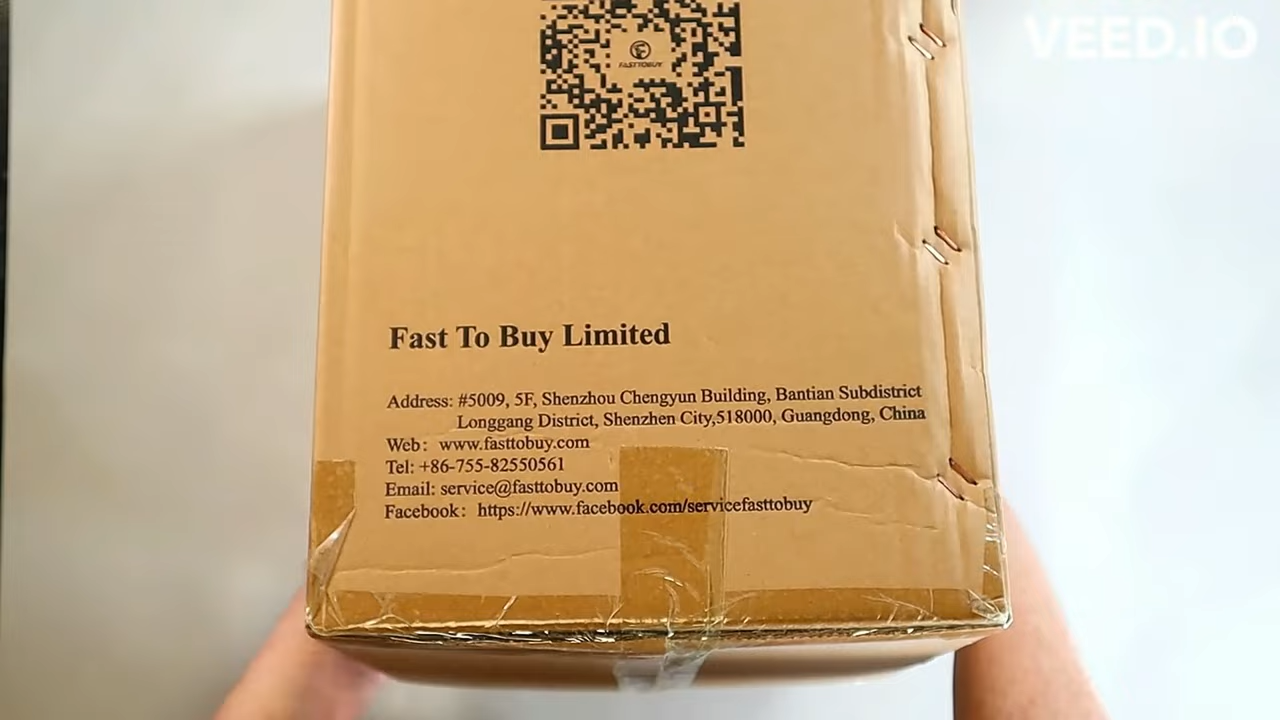 VEED.IO
FASTTOBUY
Fast To Buy Limited
Address: #5009, 5F, Shenzhou Chengyun Building, Bantian Subdistrict
Longgang District, Shenzhen City,518000, Guangdong, China
Web: www.fasttobuy.com
Tel: +86-755-82550561
Email: service@fasttobuy.com
Facebook: https://www.facebook.com/servicefasttobuy